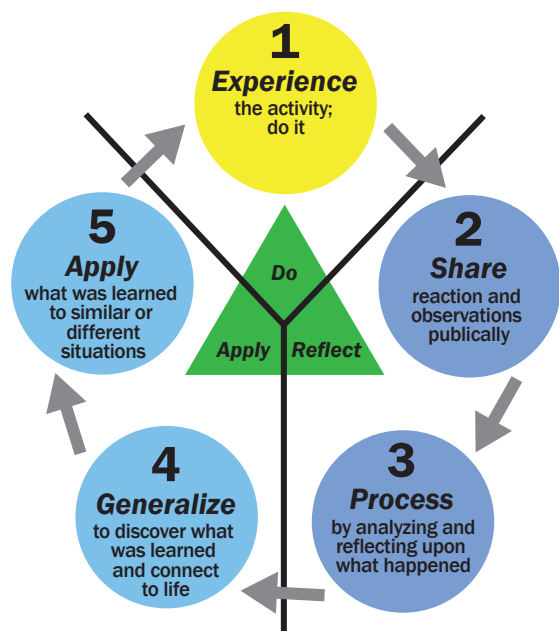 1
Experience
the activity;
do it
2
Share
reaction and
observations
publically
3
Process
by analyzing and
reflecting upon
what happened
4
Generalize
to discover what
was learned
and connect
to life
5
Apply
what was learned
to similar or
different
situations
Do
Apply Reflect